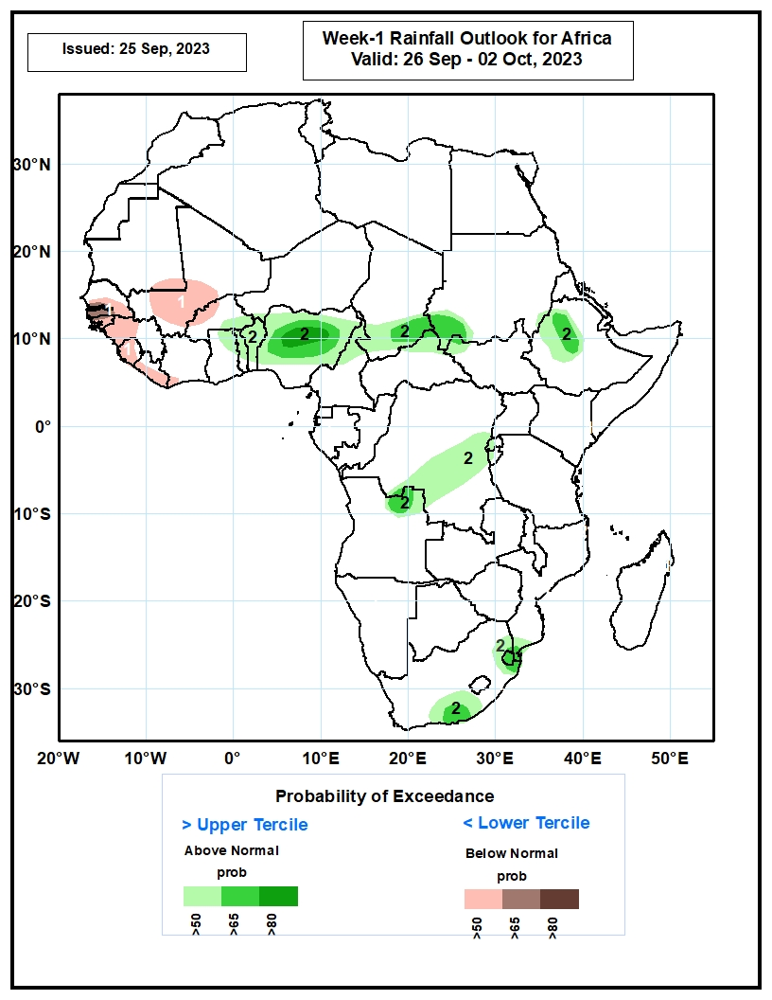 Issued: 25 Sep, 2023
Week-1 Rainfall Outlook for Africa
Valid: 26 Sep - 02 Oct, 2023
30°N
20°N
1
1
10°N
2
2
2
2
1
0°
2
10°S
2
20°S
2
30°S
2
20°W
10°W
0°
10°E
20°E
30°E
40°E
50°E
Probability of Exceedance
> Upper Tercile
< Lower Tercile
Above Normal
Below Normal
prob
prob
>50
>65
>80
>50
>65
>80